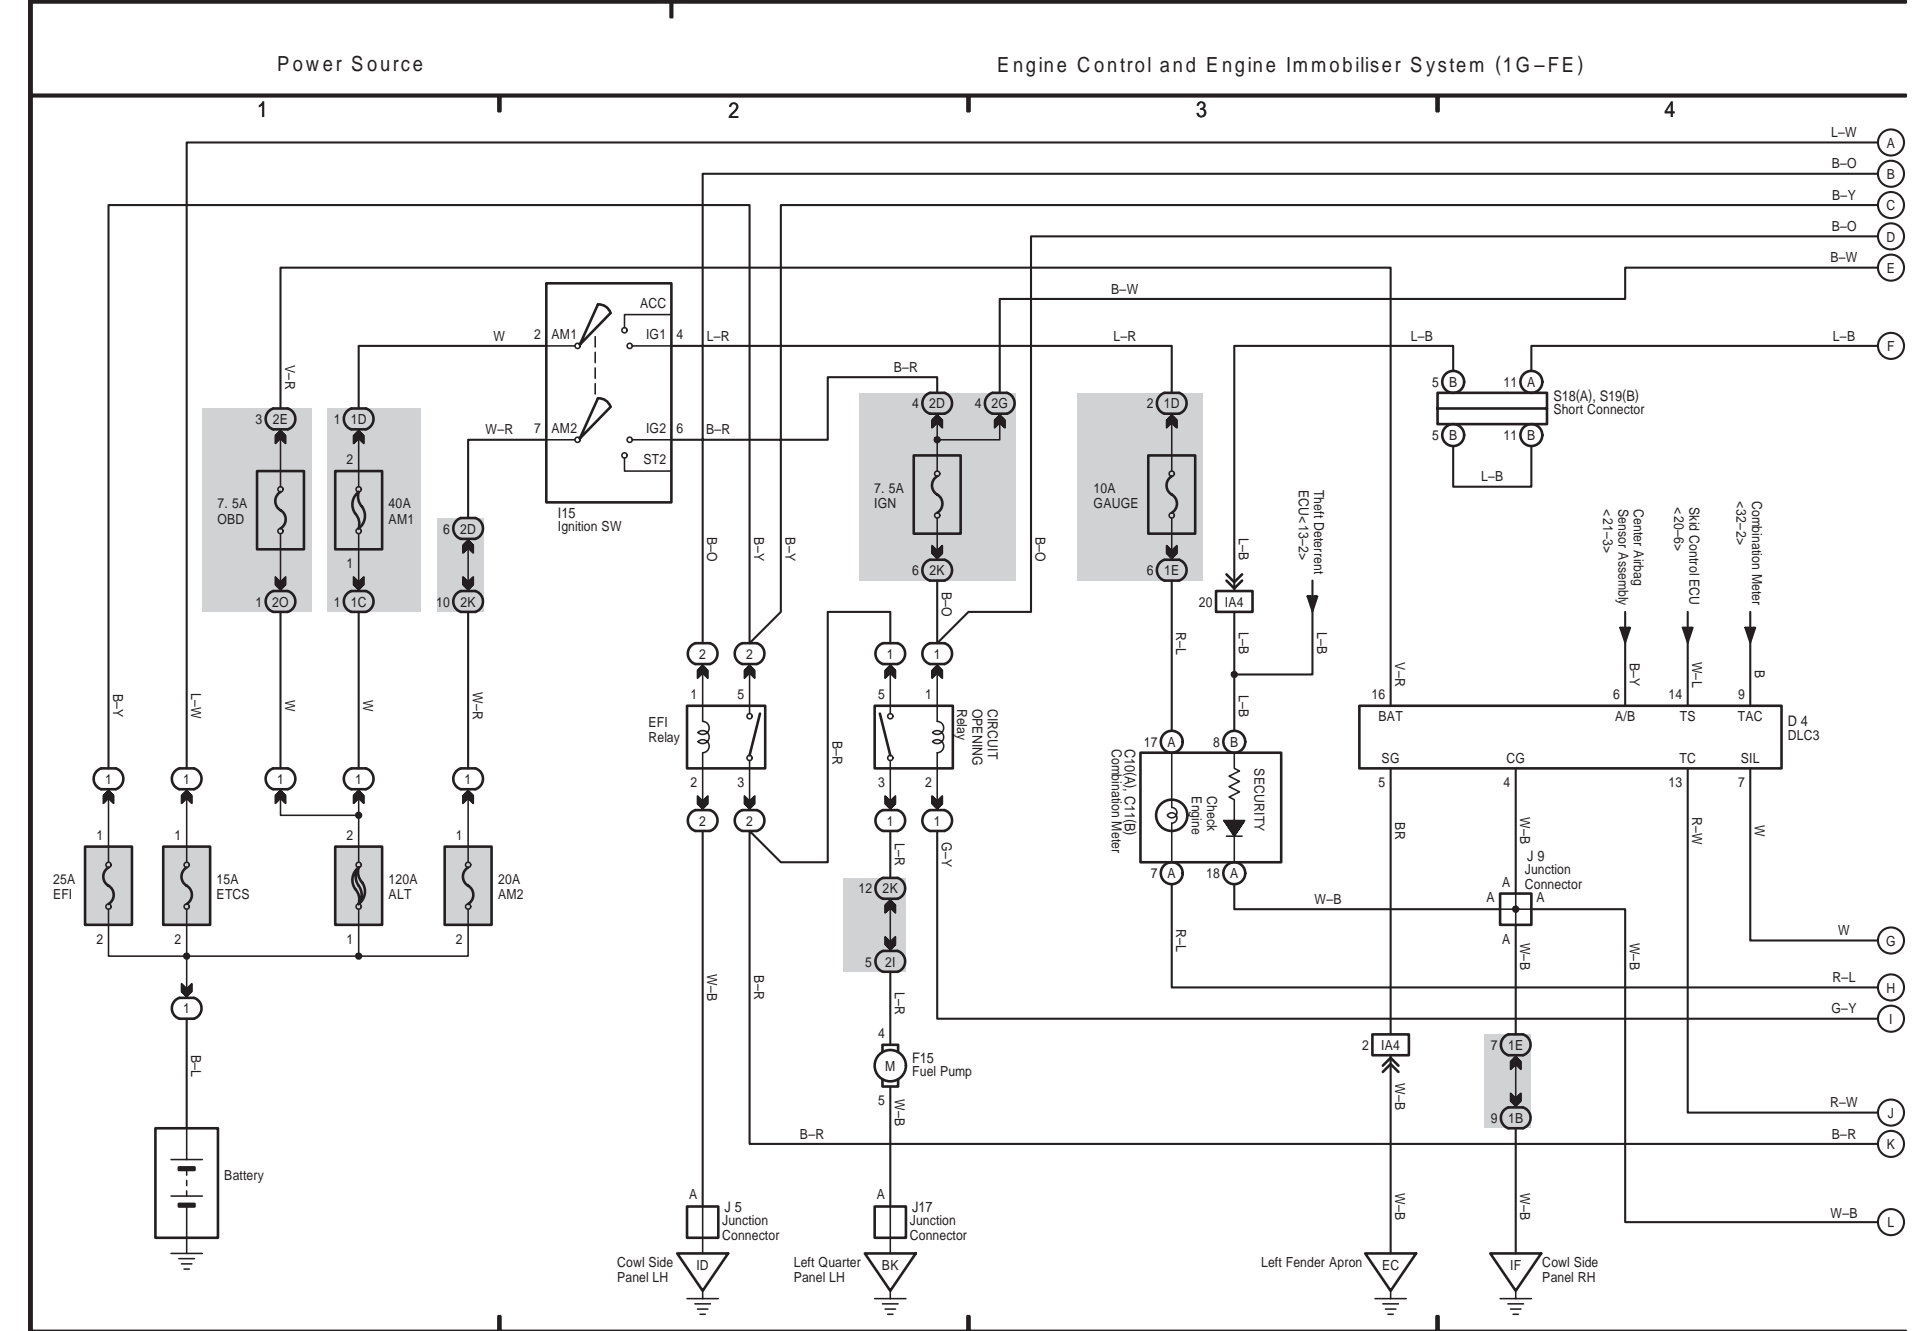 Power Source
Engine Control and Engine Immobiliser System (1G–FE)
1
2
3
4
L–W
A
B–O
B
B–Y
C
B–O
D
B–W
E
B–W
ACC
W
2
AM1
IG1
4
L–R
L–R
L–B
L–B
F
V–R
B–R
5
B
11
A
S18(A), S19(B)
Short Connector
3
2E
1
1D
4
2D
4
2G
2
1D
W–R
7
AM2
IG2
6
B–R
5
B
11
B
2
ST2
L–B
7. 5A
OBD
40A
AM1
7. 5A
IGN
10A
GAUGE
I15
Ignition SW
Theft Deterrent
ECU<13–2>
Center Airbag
Sensor Assembly
<21–3>
Skid Control ECU
<20–6>
Combination Meter
<32–2>
6
2D
B–O
B–Y
B–Y
B–O
L–B
1
6
2K
6
1E
1
2O
1
1C
10
2K
B–O
20
IA4
R–L
L–B
L–B
2
2
1
1
B–Y
L–W
W
W
W–R
V–R
B–Y
W–L
B
1
5
5
1
L–B
16
6
14
9
EFI
Relay
CIRCUIT
OPENING
Relay
BAT
A/B
TS
TAC
D 4
DLC3
B–R
17
A
8
B
SG
CG
TC
SIL
1
1
1
1
1
2
3
3
2
5
4
13
7
C10(A), C11(B)
Combination Meter
Check
Engine
SECURITY
2
2
1
1
1
1
2
1
L–R
G–Y
BR
W–B
R–W
W
25A
EFI
15A
ETCS
120A
ALT
20A
AM2
J 9
Junction
Connector
7
A
18
A
A
A
A
A
12
2K
W–B
2
2
1
2
R–L
W–B
W–B
W
G
5
2I
W–B
B–R
R–L
H
1
L–R
G–Y
I
4
B–L
M
F15
Fuel Pump
2
IA4
7
1E
5
W–B
W–B
R–W
J
9
1B
B–R
B–R
K
Battery
A
A
W–B
W–B
W–B
L
J 5
Junction
Connector
J17
Junction
Connector
Cowl Side
Panel LH
ID
Left Quarter
Panel LH
BK
Left Fender Apron
EC
IF
Cowl Side
Panel RH